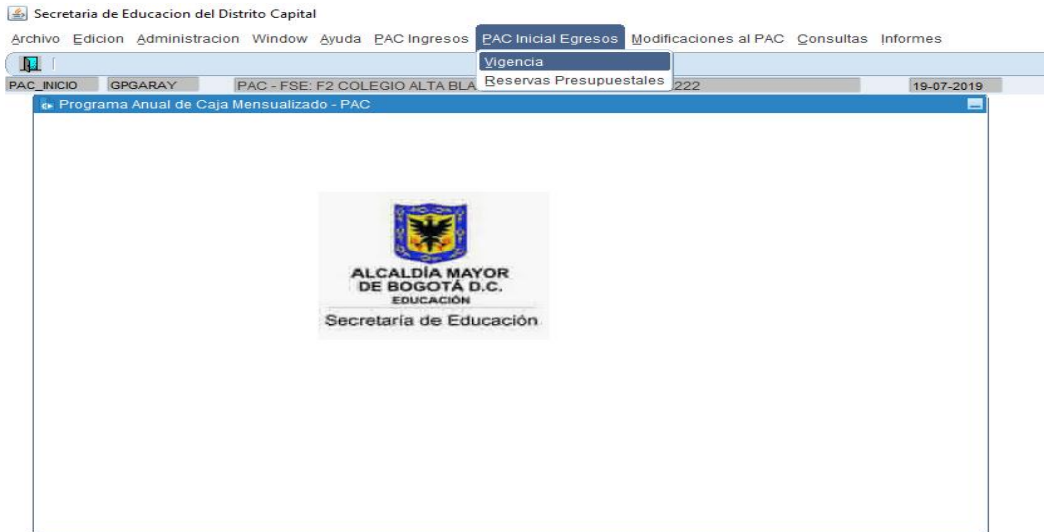 Secretaria de Educacion del Distrito Capital
Archivo Edicion Administracion Window Ayuda PAC Ingresos PAC Inicial Egresos Modificaciones al PAC Consultas Informes
Vigencia
Reservas Presupuestales
PAC_INICIO GPGARAY PAC - FSE: F2 COLEGIO ALTA BLA 222 19-07-2019
Programa Anual de Caja Mensualizado - PAC
ALCALDÍA MAYOR
DE BOGOTÁ D.C.
EDUCACIÓN
Secretaría de Educación